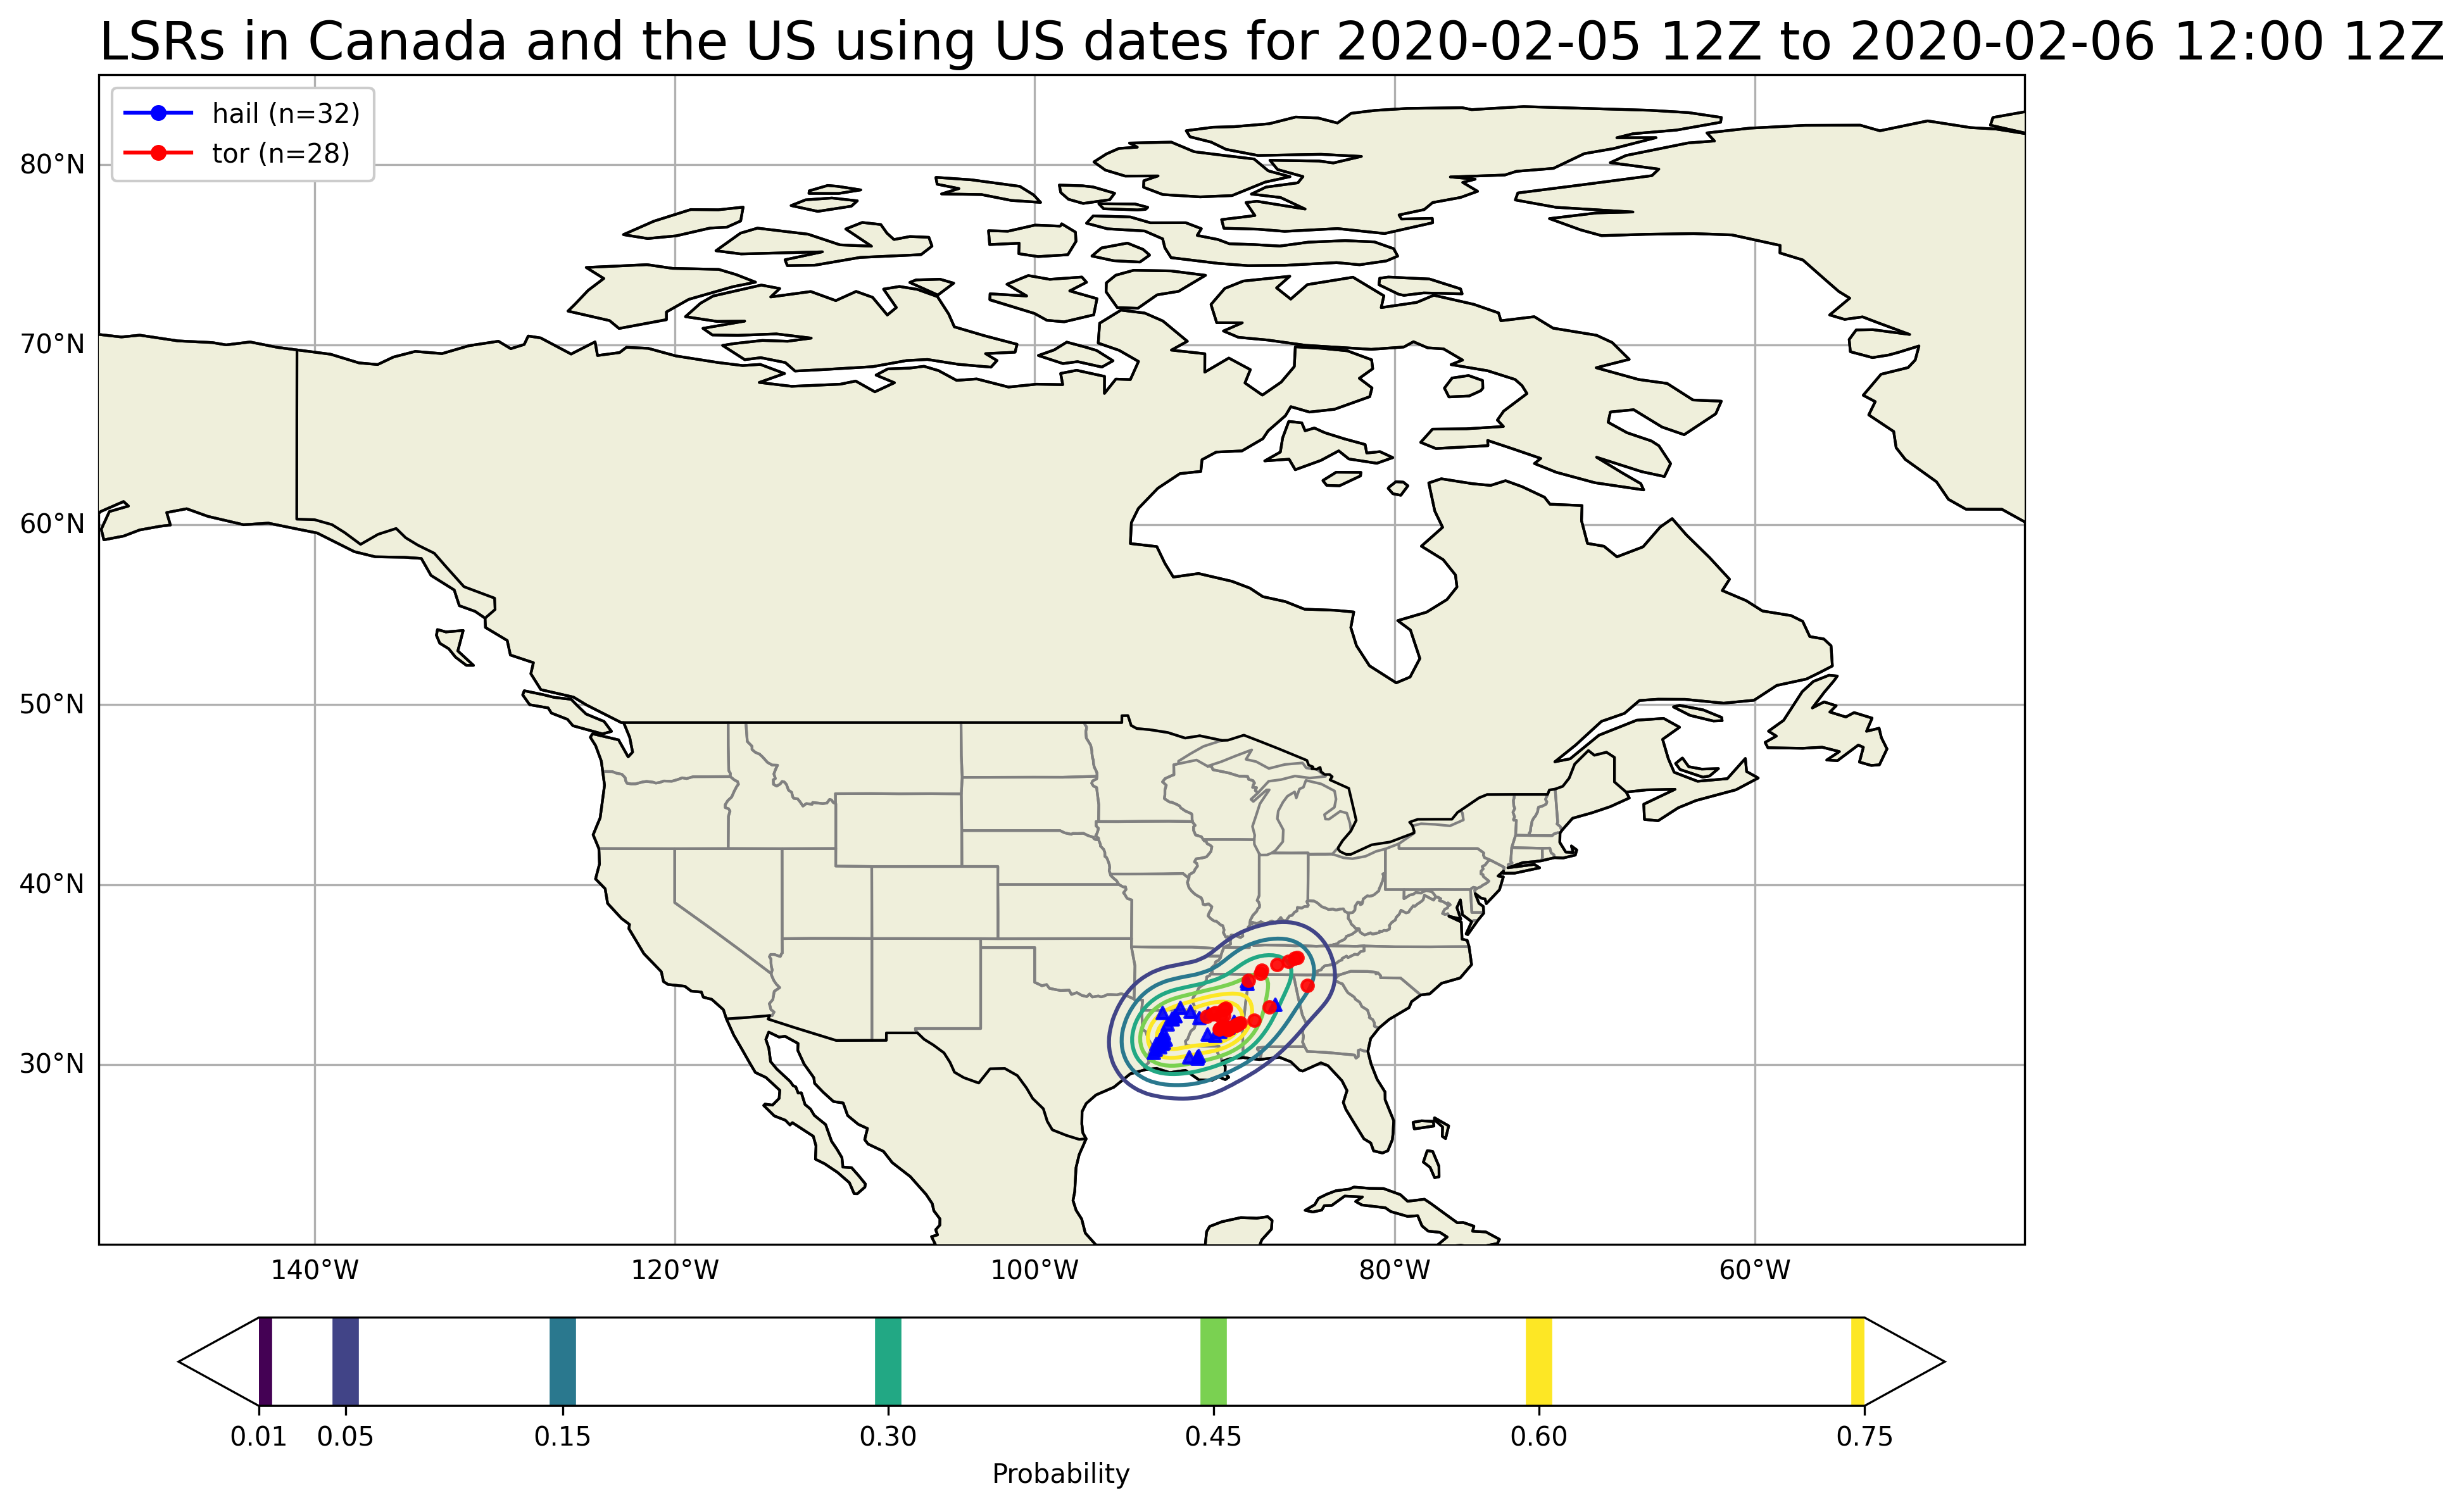 LSRs in Canada and the US using US dates for 2020-02-05 12Z to 2020-02-06 12:00 12Z
hail (n=32)
tor (n=28)
80°N
70°N
60°N
50°N
40°N
30°N
140°W 120°W 100°W 80°W 60°W
0.01 0.05 0.15 0.30 0.45 0.60 0.75
Probability